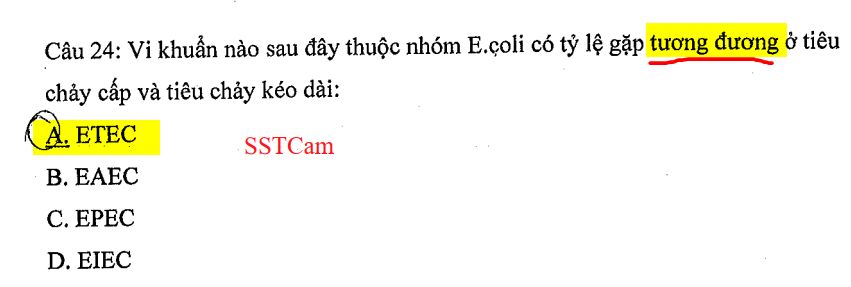 Câu 24: Vi khuẩn nào sau đây thuộc nhóm E.çoli có tỷ lệ gặp tương đương ở tiêu
chảy cấp và tiêu chảy kéo dài:
A. ETEC
SSTCam
B. EAEC
C. EPEC
D. EIEC